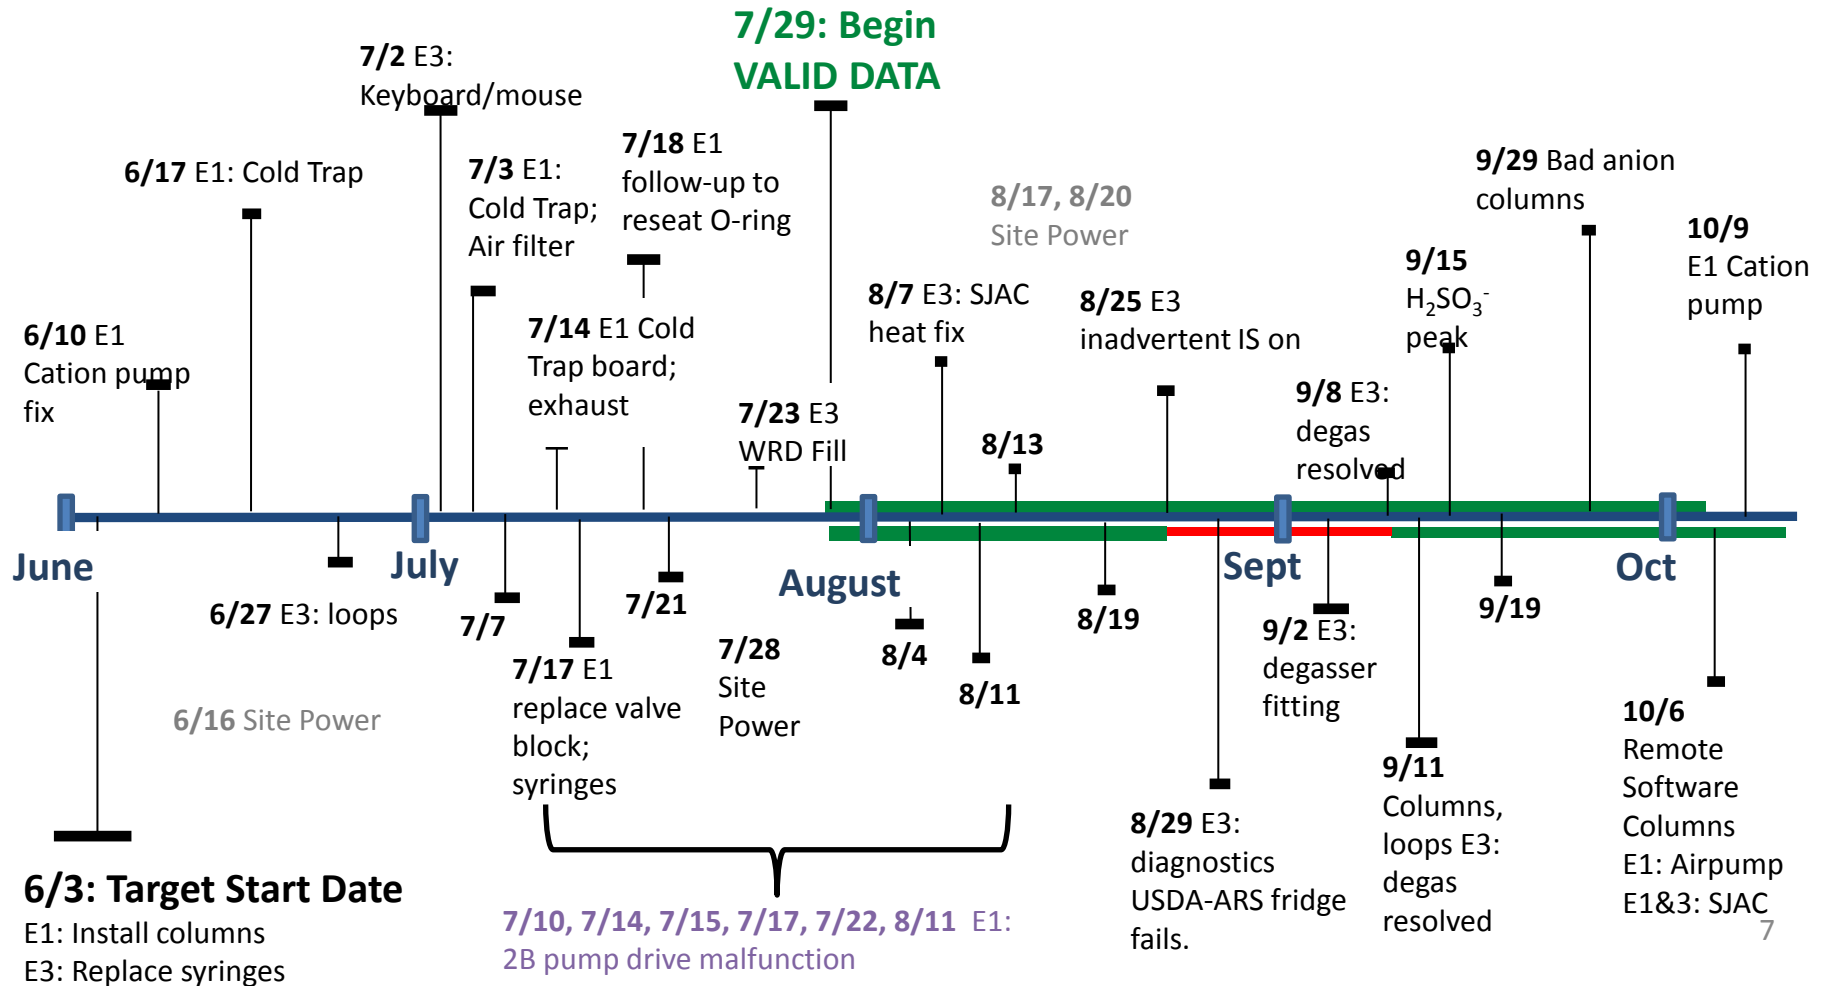 7/29: Begin
VALID DATA
7/2 E3:
Keyboard/mouse
6/17 E1: Cold Trap
7/3 E1:
Cold Trap;
Air filter
7/18 E1
follow-up to
reseat O-ring
8/17, 8/20
Site Power
9/29 Bad anion
columns
10/9
E1 Cation
pump
9/15
H₂SO₃⁻
peak
6/10 E1
Cation pump
fix
7/14 E1 Cold
Trap board;
exhaust
8/7 E3: SJAC
heat fix
8/25 E3
inadvertent IS on
7/23 E3
WRD Fill
8/13
9/8 E3:
degas
resolved
June
July
August
Sept
Oct
6/27 E3: loops
7/7
7/21
8/4
8/11
8/19
9/19
6/16 Site Power
7/17 E1
replace valve
block;
syringes
7/28
Site
Power
9/2 E3:
degasser
fitting
8/29 E3:
diagnostics
USDA-ARS fridge
fails.
9/11
Columns,
loops E3:
degas
resolved
10/6
Remote
Software
Columns
E1: Airpump
E1&3: SJAC
6/3: Target Start Date
E1: Install columns
E3: Replace syringes
7/10, 7/14, 7/15, 7/17, 7/22, 8/11 E1:
2B pump drive malfunction
7